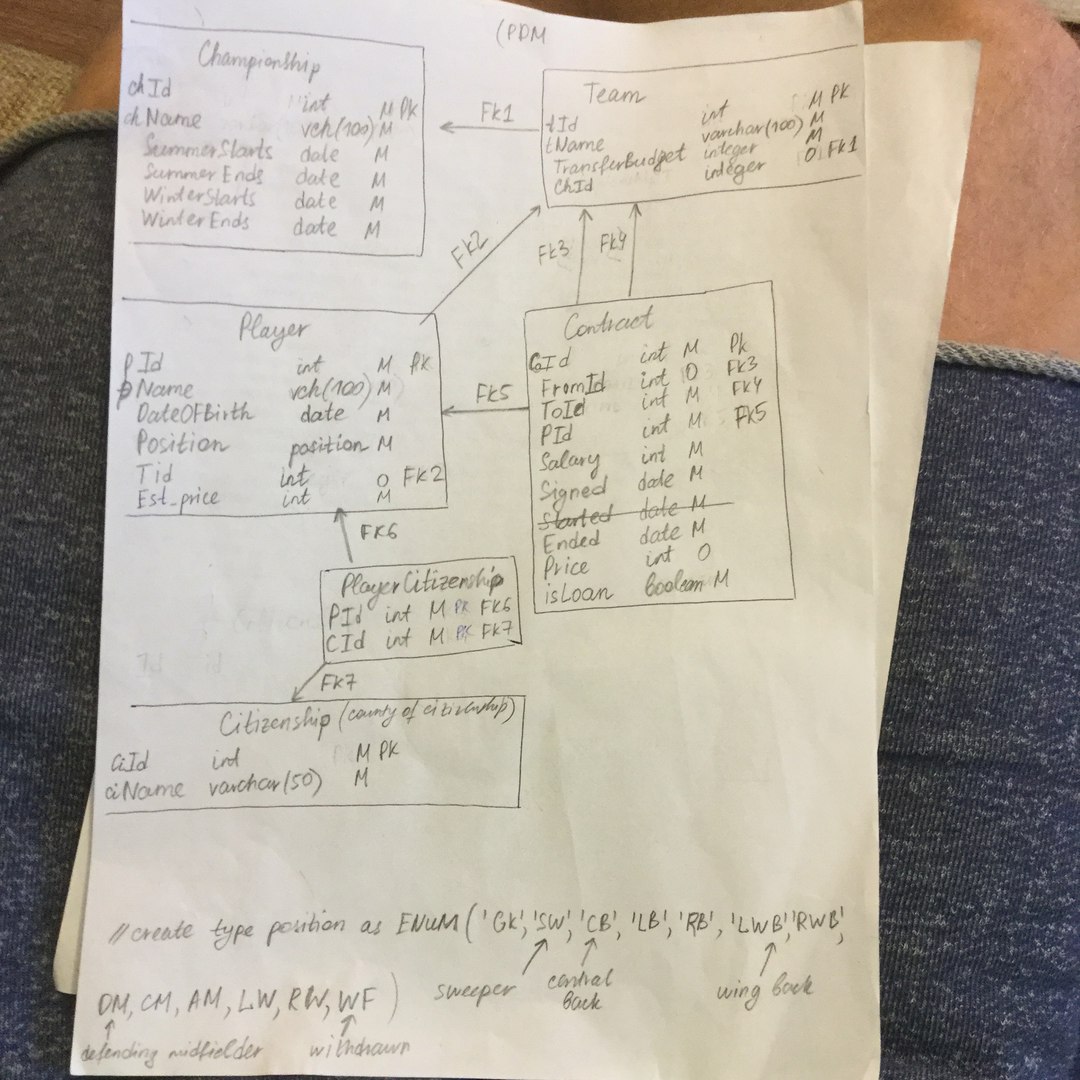 (PDM
Championship
chId int M PK
chName vch(100) M
SummerStarts date M
SummerEnds date M
WinterStarts date M
WinterEnds date M
Fk1
Team
tId int M PK
tName varchar(100) M
TransferBudget integer M
ChId integer O Fk1
Fk2
Fk3
Fk4
Player
pId int M PK
pName vch(100) M
DateOfBirth date M
Position position M
Tid int O Fk2
Est_price int M
Fk5
Contract
CoId int M Pk
FromId int O Fk3
ToId int M Fk4
PId int M Fk5
Salary int M
Signed date M
Started date M
Ended date M
Price int O
isLoan Boolean M
Fk6
PlayerCitizenship
PId int M PK Fk6
CId int M PK Fk7
Fk7
Citizenship (county of citizenship)
ciId int M PK
ciName varchar(50) M
//create type position as ENUM('GK','SW','CB','LB','RB','LWB','RWB',
sweeper central back wing back
DM, CM, AM, LW, RW, WF)
defending midfielder withdrawn